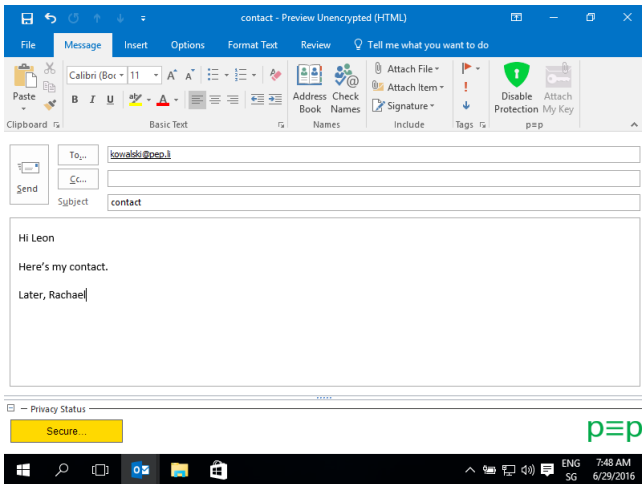 contact - Preview Unencrypted (HTML)
File Message Insert Options Format Text Review Tell me what you want to do
Paste
Calibri (Boc 11 A A
B I U aby A
Address Book
Check Names
Attach File
Attach Item
Signature
Disable Protection
Attach My Key
Clipboard Basic Text Names Include Tags p≡p
Send
To... kowalski@pep.li
Cc...
Subject contact
Hi Leon
Here's my contact.
Later, Rachael
Privacy Status
Secure...
p≡p
ENG 7:48 AM
SG 6/29/2016